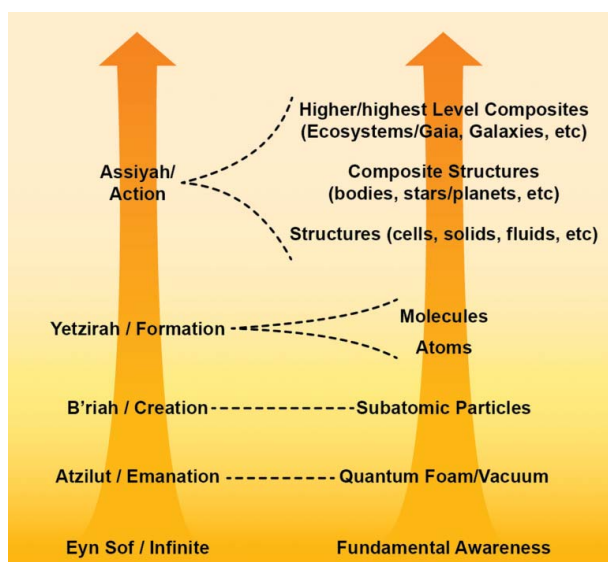 Higher/highest Level Composites
(Ecosystems/Gaia, Galaxies, etc)
Assiyah/
Action
Composite Structures
(bodies, stars/planets, etc)
Structures (cells, solids, fluids, etc)
Yetzirah / Formation
Molecules
Atoms
B’riah / Creation
Subatomic Particles
Atzilut / Emanation
Quantum Foam/Vacuum
Eyn Sof / Infinite
Fundamental Awareness